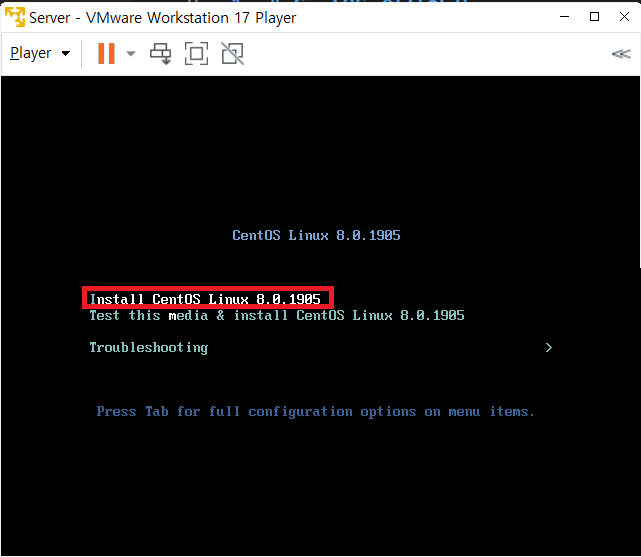 Server - VMware Workstation 17 Player
Player
CentOS Linux 8.0.1905
Install CentOS Linux 8.0.1905
Test this media & install CentOS Linux 8.0.1905
Troubleshooting >
Press Tab for full configuration options on menu items.